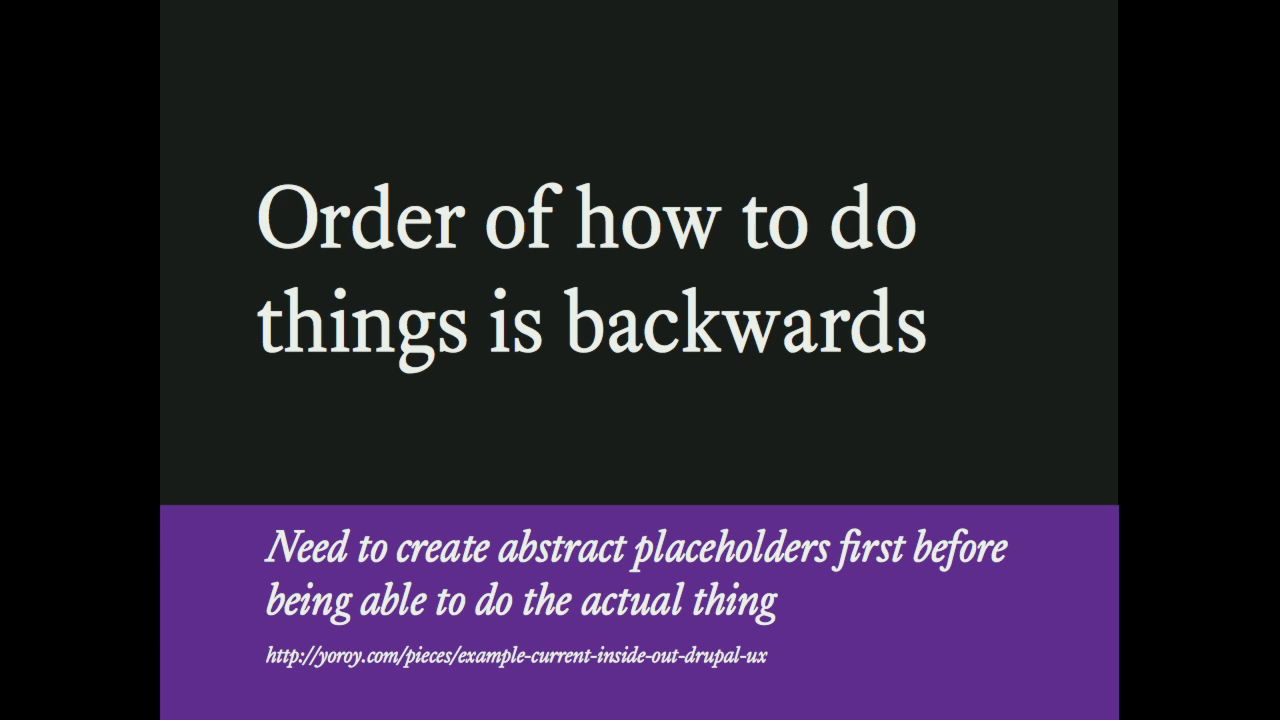 Order of how to do
things is backwards
Need to create abstract placeholders first before
being able to do the actual thing
http://yoroy.com/pieces/example-current-inside-out-drupal-ux